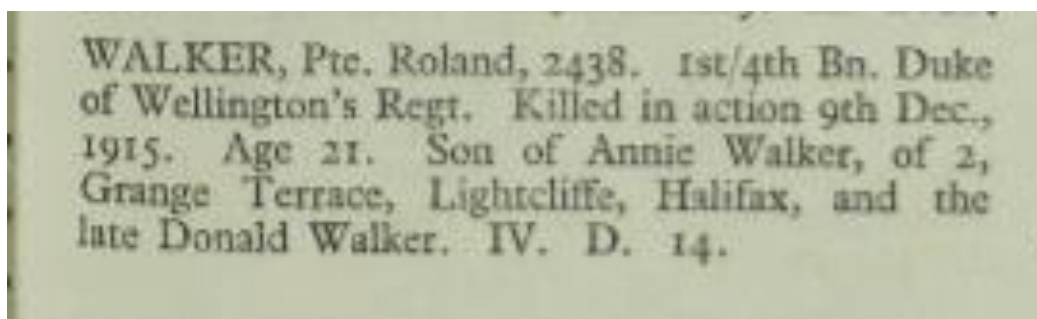 WALKER, Pte. Roland, 2438. 1st/4th Bn. Duke
of Wellington's Regt. Killed in action 9th Dec.,
1915. Age 21. Son of Annie Walker, of 2,
Grange Terrace, Lightcliffe, Halifax, and the
late Donald Walker. IV. D. 14.